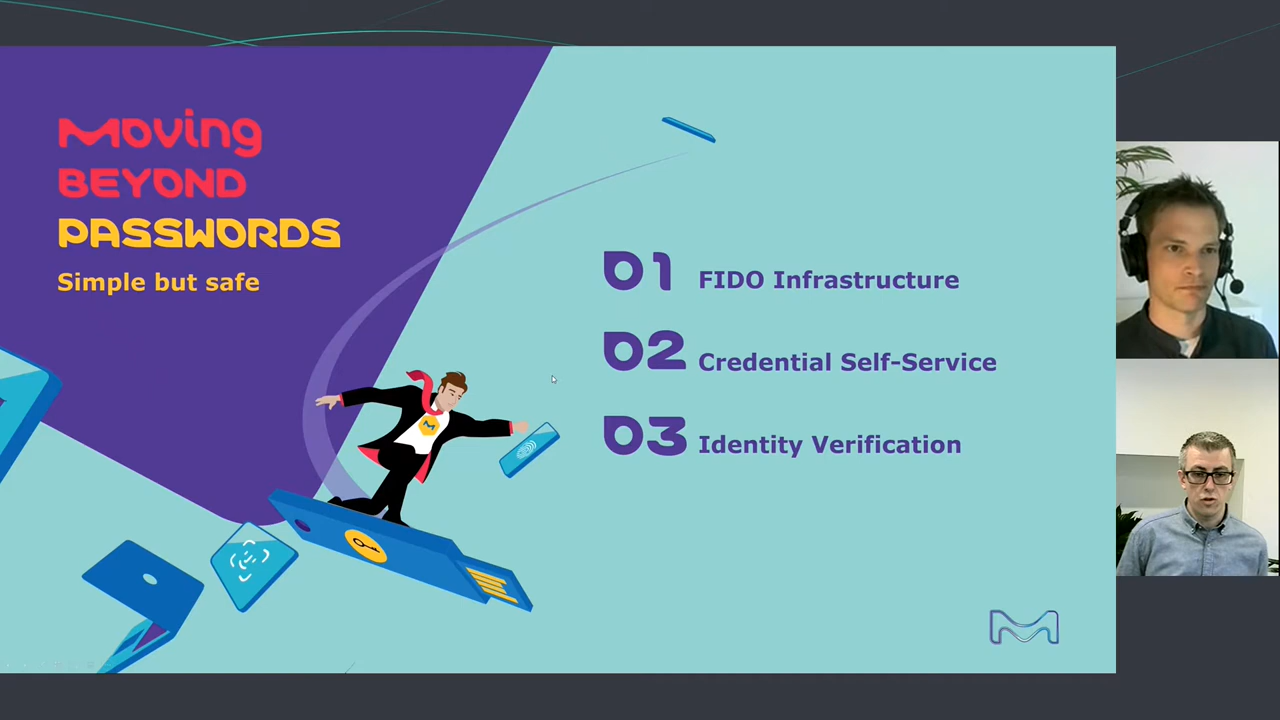 Moving
BEYOND
PASSWORDS
Simple but safe
01 FIDO Infrastructure
02 Credential Self-Service
03 Identity Verification